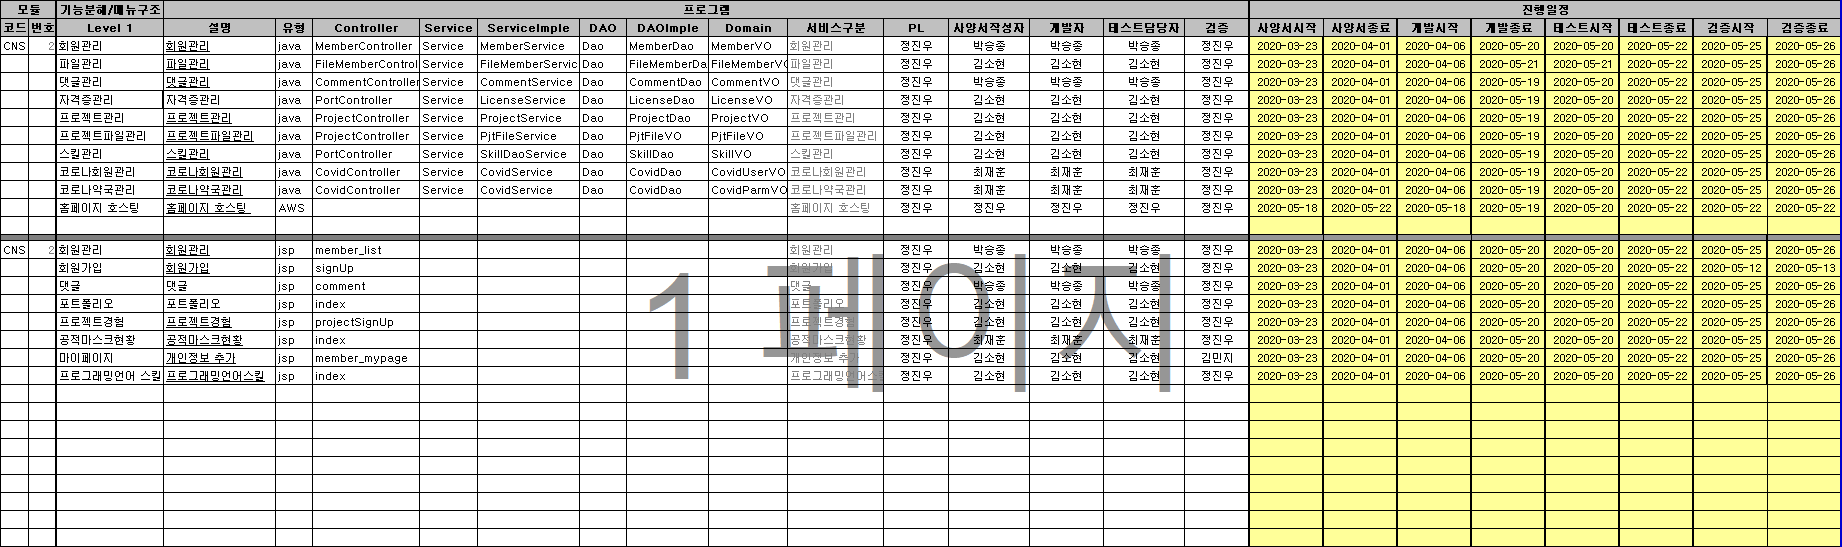 모듈 기능분해/메뉴구조 프로그램 진행일정
코드 번호 Level 1 설명 유형 Controller Service ServiceImple DAO DAOImple Domain 서비스구분 PL 사양서작성자 개발자 테스트담당자 검증 사양서시작 사양서종료 개발시작 개발종료 테스트시작 테스트종료 검증시작 검증종료
CNS 2 회원관리 회원관리 java MemberController Service MemberService Dao MemberDao MemberVO 회원관리 정진우 박승종 박승종 박승종 정진우 2020-03-23 2020-04-01 2020-04-06 2020-05-20 2020-05-20 2020-05-22 2020-05-25 2020-05-26
파일관리 파일관리 java FileMemberControl Service FileMemberServic Dao FileMemberDa FileMemberV 파일관리 정진우 김소현 김소현 김소현 정진우 2020-03-23 2020-04-01 2020-04-06 2020-05-21 2020-05-21 2020-05-22 2020-05-25 2020-05-26
댓글관리 댓글관리 java CommentController Service CommentService Dao CommentDao CommentVO 댓글관리 정진우 박승종 박승종 박승종 정진우 2020-03-23 2020-04-01 2020-04-06 2020-05-19 2020-05-20 2020-05-22 2020-05-25 2020-05-26
자격증관리 자격증관리 java PortController Service LicenseService Dao LicenseDao LicenseVO 자격증관리 정진우 김소현 김소현 김소현 정진우 2020-03-23 2020-04-01 2020-04-06 2020-05-19 2020-05-20 2020-05-22 2020-05-25 2020-05-26
프로젝트관리 프로젝트관리 java ProjectController Service ProjectService Dao ProjectDao ProjectVO 프로젝트관리 정진우 김소현 김소현 김소현 정진우 2020-03-23 2020-04-01 2020-04-06 2020-05-19 2020-05-20 2020-05-22 2020-05-25 2020-05-26
프로젝트파일관리 프로젝트파일관리 java ProjectController Service PjtFileService Dao PjtFileVO PjtFileVO 프로젝트파일관리 정진우 김소현 김소현 김소현 정진우 2020-03-23 2020-04-01 2020-04-06 2020-05-19 2020-05-20 2020-05-22 2020-05-25 2020-05-26
스킬관리 스킬관리 java PortController Service SkillDaoService Dao SkillDao SkillVO 스킬관리 정진우 김소현 김소현 김소현 정진우 2020-03-23 2020-04-01 2020-04-06 2020-05-19 2020-05-20 2020-05-22 2020-05-25 2020-05-26
코로나회원관리 코로나회원관리 java CovidController Service CovidService Dao CovidDao CovidUserVO 코로나회원관리 정진우 최재훈 최재훈 최재훈 정진우 2020-03-23 2020-04-01 2020-04-06 2020-05-19 2020-05-20 2020-05-22 2020-05-25 2020-05-26
코로나약국관리 코로나약국관리 java CovidController Service CovidService Dao CovidDao CovidParmVO 코로나약국관리 정진우 최재훈 최재훈 최재훈 정진우 2020-03-23 2020-04-01 2020-04-06 2020-05-19 2020-05-20 2020-05-22 2020-05-25 2020-05-26
홈페이지 호스팅 홈페이지 호스팅 AWS 홈페이지 호스팅 정진우 정진우 정진우 정진우 정진우 2020-05-18 2020-05-22 2020-05-18 2020-05-19 2020-05-20 2020-05-22 2020-05-22 2020-05-22
CNS 2 회원관리 회원관리 jsp member_list 회원관리 정진우 박승종 박승종 박승종 정진우 2020-03-23 2020-04-01 2020-04-06 2020-05-20 2020-05-20 2020-05-22 2020-05-25 2020-05-26
회원가입 회원가입 jsp signUp 회원가입 정진우 김소현 김소현 김소현 정진우 2020-03-23 2020-04-01 2020-04-06 2020-05-20 2020-05-20 2020-05-22 2020-05-12 2020-05-13
댓글 댓글 jsp comment 댓글 정진우 박승종 박승종 박승종 정진우 2020-03-23 2020-04-01 2020-04-06 2020-05-20 2020-05-20 2020-05-22 2020-05-25 2020-05-26
포트폴리오 포트폴리오 jsp index 포트폴리오 정진우 김소현 김소현 김소현 정진우 2020-03-23 2020-04-01 2020-04-06 2020-05-20 2020-05-20 2020-05-22 2020-05-25 2020-05-26
프로젝트경험 프로젝트경험 jsp projectSignUp 프로젝트경험 정진우 김소현 김소현 김소현 정진우 2020-03-23 2020-04-01 2020-04-06 2020-05-20 2020-05-20 2020-05-22 2020-05-25 2020-05-26
공적마스크현황 공적마스크현황 jsp index 공적마스크현황 정진우 최재훈 최재훈 최재훈 정진우 2020-03-23 2020-04-01 2020-04-06 2020-05-20 2020-05-20 2020-05-22 2020-05-25 2020-05-26
마이페이지 개인정보 추가 jsp member_mypage 개인정보 추가 정진우 김소현 김소현 김소현 김민지 2020-03-23 2020-04-01 2020-04-06 2020-05-20 2020-05-20 2020-05-22 2020-05-25 2020-05-26
프로그래밍언어 스킬 프로그래밍언어스킬 jsp index 프로그래밍언어스킬 정진우 김소현 김소현 김소현 정진우 2020-03-23 2020-04-01 2020-04-06 2020-05-20 2020-05-20 2020-05-22 2020-05-25 2020-05-26
1 페이지